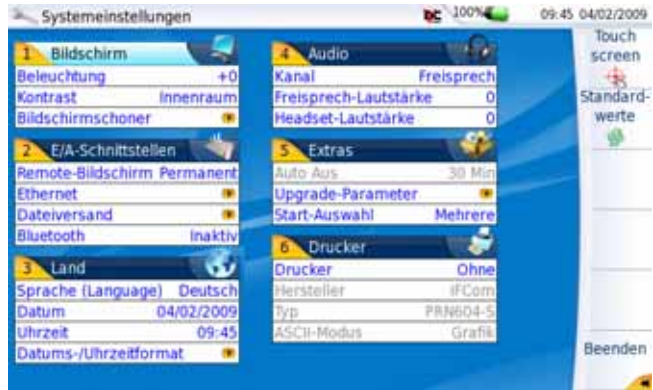 Systemeinstellungen
DC 100% 09:45 04/02/2009
1 Bildschirm
Beleuchtung +0
Kontrast Innenraum
Bildschirmschoner
2 E/A-Schnittstellen
Remote-Bildschirm Permanent
Ethernet
Dateiversand
Bluetooth Inaktiv
3 Land
Sprache (Language) Deutsch
Datum 04/02/2009
Uhrzeit 09:45
Datums-/Uhrzeitformat
4 Audio
Kanal Freisprech
Freisprech-Lautstärke 0
Headset-Lautstärke 0
5 Extras
Auto Aus 30 Min
Upgrade-Parameter
Start-Auswahl Mehrere
6 Drucker
Drucker Ohne
Hersteller IFCom
Typ PRN604-S
ASCII-Modus Grafik
Touch
screen
Standard-
werte
Beenden